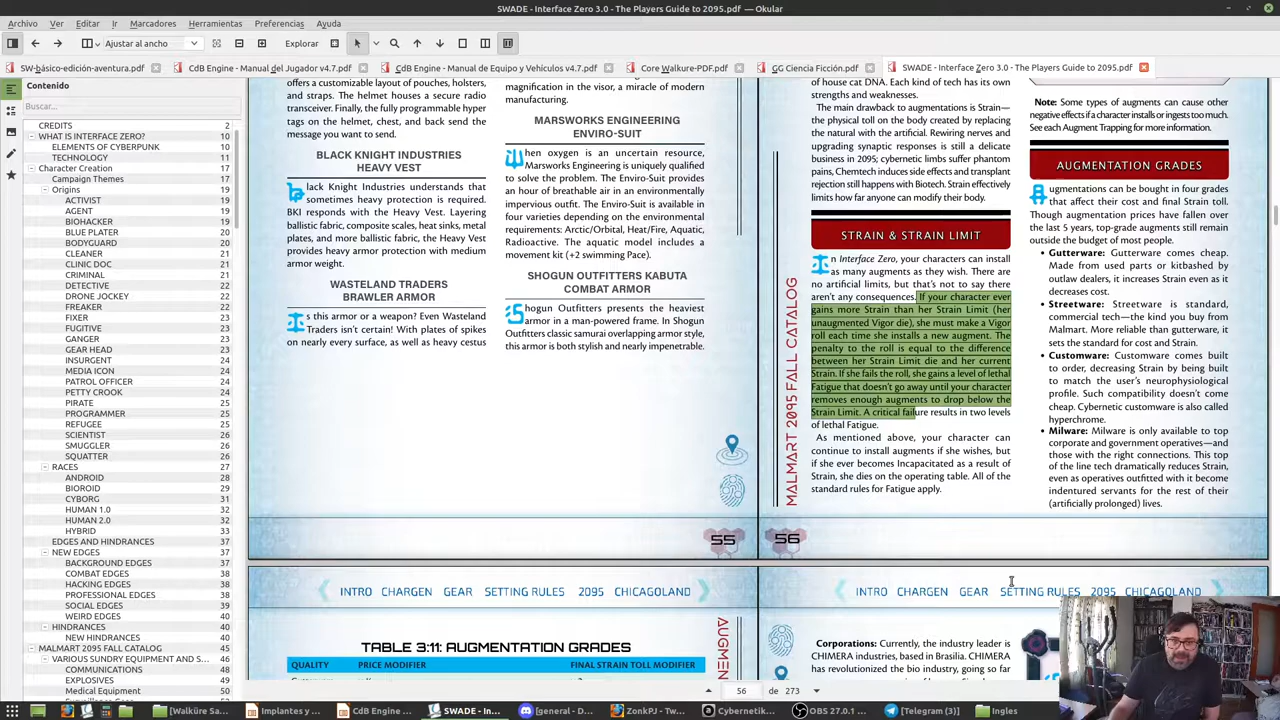 SWADE - Interface Zero 3.0 - The Players Guide to 2095.pdf — Okular
Archivo Ver Editar Ir Marcadores Herramientas Preferencias Ayuda
Ajustar al ancho Explorar
SW-básico-edición-aventura.pdf CdB Engine - Manual del Jugador v4.7.pdf CdB Engine - Manual de Equipo y Vehículos v4.7.pdf Core Walkure-PDF.pdf GG Ciencia Ficción.pdf SWADE - Interface Zero 3.0 - The Players Guide to 2095.pdf
Contenido
Buscar...
CREDITS 2
WHAT IS INTERFACE ZERO? 10
ELEMENTS OF CYBERPUNK 10
TECHNOLOGY 11
Character Creation 17
Campaign Themes 17
Origins 19
ACTIVIST 19
AGENT 19
BIOHACKER 19
BLUE PLATER 20
BODYGUARD 20
CLEANER 21
CLINIC DOC 21
CRIMINAL 21
DETECTIVE 22
DRONE JOCKEY 22
FREAKER 22
FIXER 23
FUGITIVE 23
GANGER 23
GEAR HEAD 23
INSURGENT 24
MEDIA ICON 24
PATROL OFFICER 24
PETTY CROOK 24
PIRATE 25
PROGRAMMER 25
REFUGEE 25
SCIENTIST 26
SMUGGLER 26
SQUATTER 26
RACES 27
ANDROID 28
BIOROID 29
CYBORG 31
HUMAN 1.0 32
HUMAN 2.0 32
HYBRID 33
EDGES AND HINDRANCES 37
NEW EDGES 37
BACKGROUND EDGES 37
COMBAT EDGES 38
HACKING EDGES 38
PROFESSIONAL EDGES 38
SOCIAL EDGES 39
WEIRD EDGES 40
HINDRANCES 40
NEW HINDRANCES 40
MALMART 2095 FALL CATALOG 45
VARIOUS SUNDRY EQUIPMENT AND S... 46
COMMUNICATIONS 46
EXPLOSIVES 49
Medical Equipment 50
offers a customizable layout of pouches, holsters,
and straps. The helmet houses a secure radio
transceiver. Finally, the fully programmable hyper
tags on the helmet, chest, and back send the
message you want to send.
BLACK KNIGHT INDUSTRIES
HEAVY VEST
Black Knight Industries understands that
sometimes heavy protection is required.
BKI responds with the Heavy Vest. Layering
ballistic fabric, composite scales, heat sinks, metal
plates, and more ballistic fabric, the Heavy Vest
provides heavy armor protection with medium
armor weight.
WASTELAND TRADERS
BRAWLER ARMOR
Is this armor or a weapon? Even Wasteland
Traders isn't certain! With plates of spikes
on nearly every surface, as well as heavy cestus
magnification in the visor, a miracle of modern
manufacturing.
MARSWORKS ENGINEERING
ENVIRO-SUIT
When oxygen is an uncertain resource,
Marsworks Engineering is uniquely qualified
to solve the problem. The Enviro-Suit provides
an hour of breathable air in an environmentally
impervious outfit. The Enviro-Suit is available in
four varieties depending on the environmental
requirements: Arctic/Orbital, Heat/Fire, Aquatic,
Radioactive. The aquatic model includes a
movement kit (+2 swimming Pace).
SHOGUN OUTFITTERS KABUTA
COMBAT ARMOR
Shogun Outfitters presents the heaviest
armor in a man-powered frame. In Shogun
Outfitters classic samurai overlapping armor style,
this armor is both stylish and nearly impenetrable.
55
MALMART 2095 FALL CATALOG
of house cat DNA. Each kind of tech has its own
strengths and weaknesses.
The main drawback to augmentations is Strain—
the physical toll on the body created by replacing
the natural with the artificial. Rewiring nerves and
upgrading synaptic responses is still a delicate
business in 2095; cybernetic limbs suffer phantom
pains, Chemtech induces side effects and transplant
rejection still happens with Biotech. Strain effectively
limits how far anyone can modify their body.
STRAIN & STRAIN LIMIT
In Interface Zero, your characters can install
as many augments as they wish. There are
no artificial limits, but that's not to say there
aren't any consequences. If your character ever
gains more Strain than her Strain Limit (her
unaugmented Vigor die), she must make a Vigor
roll each time she installs a new augment. The
penalty to the roll is equal to the difference
between her Strain Limit die and her current
Strain. If she fails the roll, she gains a level of lethal
Fatigue that doesn't go away until your character
removes enough augments to drop below the
Strain Limit. A critical failure results in two levels
of lethal Fatigue.
As mentioned above, your character can
continue to install augments if she wishes, but
if she ever becomes Incapacitated as a result of
Strain, she dies on the operating table. All of the
standard rules for Fatigue apply.
Note: Some types of augments can cause other
negative effects if a character installs or ingests too much.
See each Augment Trapping for more information.
AUGMENTATION GRADES
Augmentations can be bought in four grades
that affect their cost and final Strain toll.
Though augmentation prices have fallen over
the last 5 years, top-grade augments still remain
outside the budget of most people.
• Gutterware: Gutterware comes cheap.
Made from used parts or kitbashed by
outlaw dealers, it increases Strain even as it
decreases cost.
• Streetware: Streetware is standard,
commercial tech—the kind you buy from
Malmart. More reliable than gutterware, it
sets the standard for cost and Strain.
• Customware: Customware comes built
to order, decreasing Strain by being built
to match the user's neurophysiological
profile. Such compatibility doesn't come
cheap. Cybernetic customware is also called
hyperchrome.
• Milware: Milware is only available to top
corporate and government operatives—and
those with the right connections. This top
of the line tech dramatically reduces Strain,
even as operatives outfitted with it become
indentured servants for the rest of their
(artificially prolonged) lives.
56
INTRO CHARGEN GEAR SETTING RULES 2095 CHICAGOLAND
TABLE 3:11: AUGMENTATION GRADES
QUALITY PRICE MODIFIER FINAL STRAIN TOLL MODIFIER
AUGMEN
INTRO CHARGEN GEAR SETTING RULES 2095 CHICAGOLAND
Corporations: Currently, the industry leader is
CHIMERA industries, based in Brasilia. CHIMERA
has revolutionized the bio industry, going so far
56 de 273
[Walküre Sa... Implantes y ... CdB Engine ... SWADE - In... [general - D... ZonkPJ - Tw... Cybernetik... OBS 27.0.1 ... [Telegram (3)] Ingles